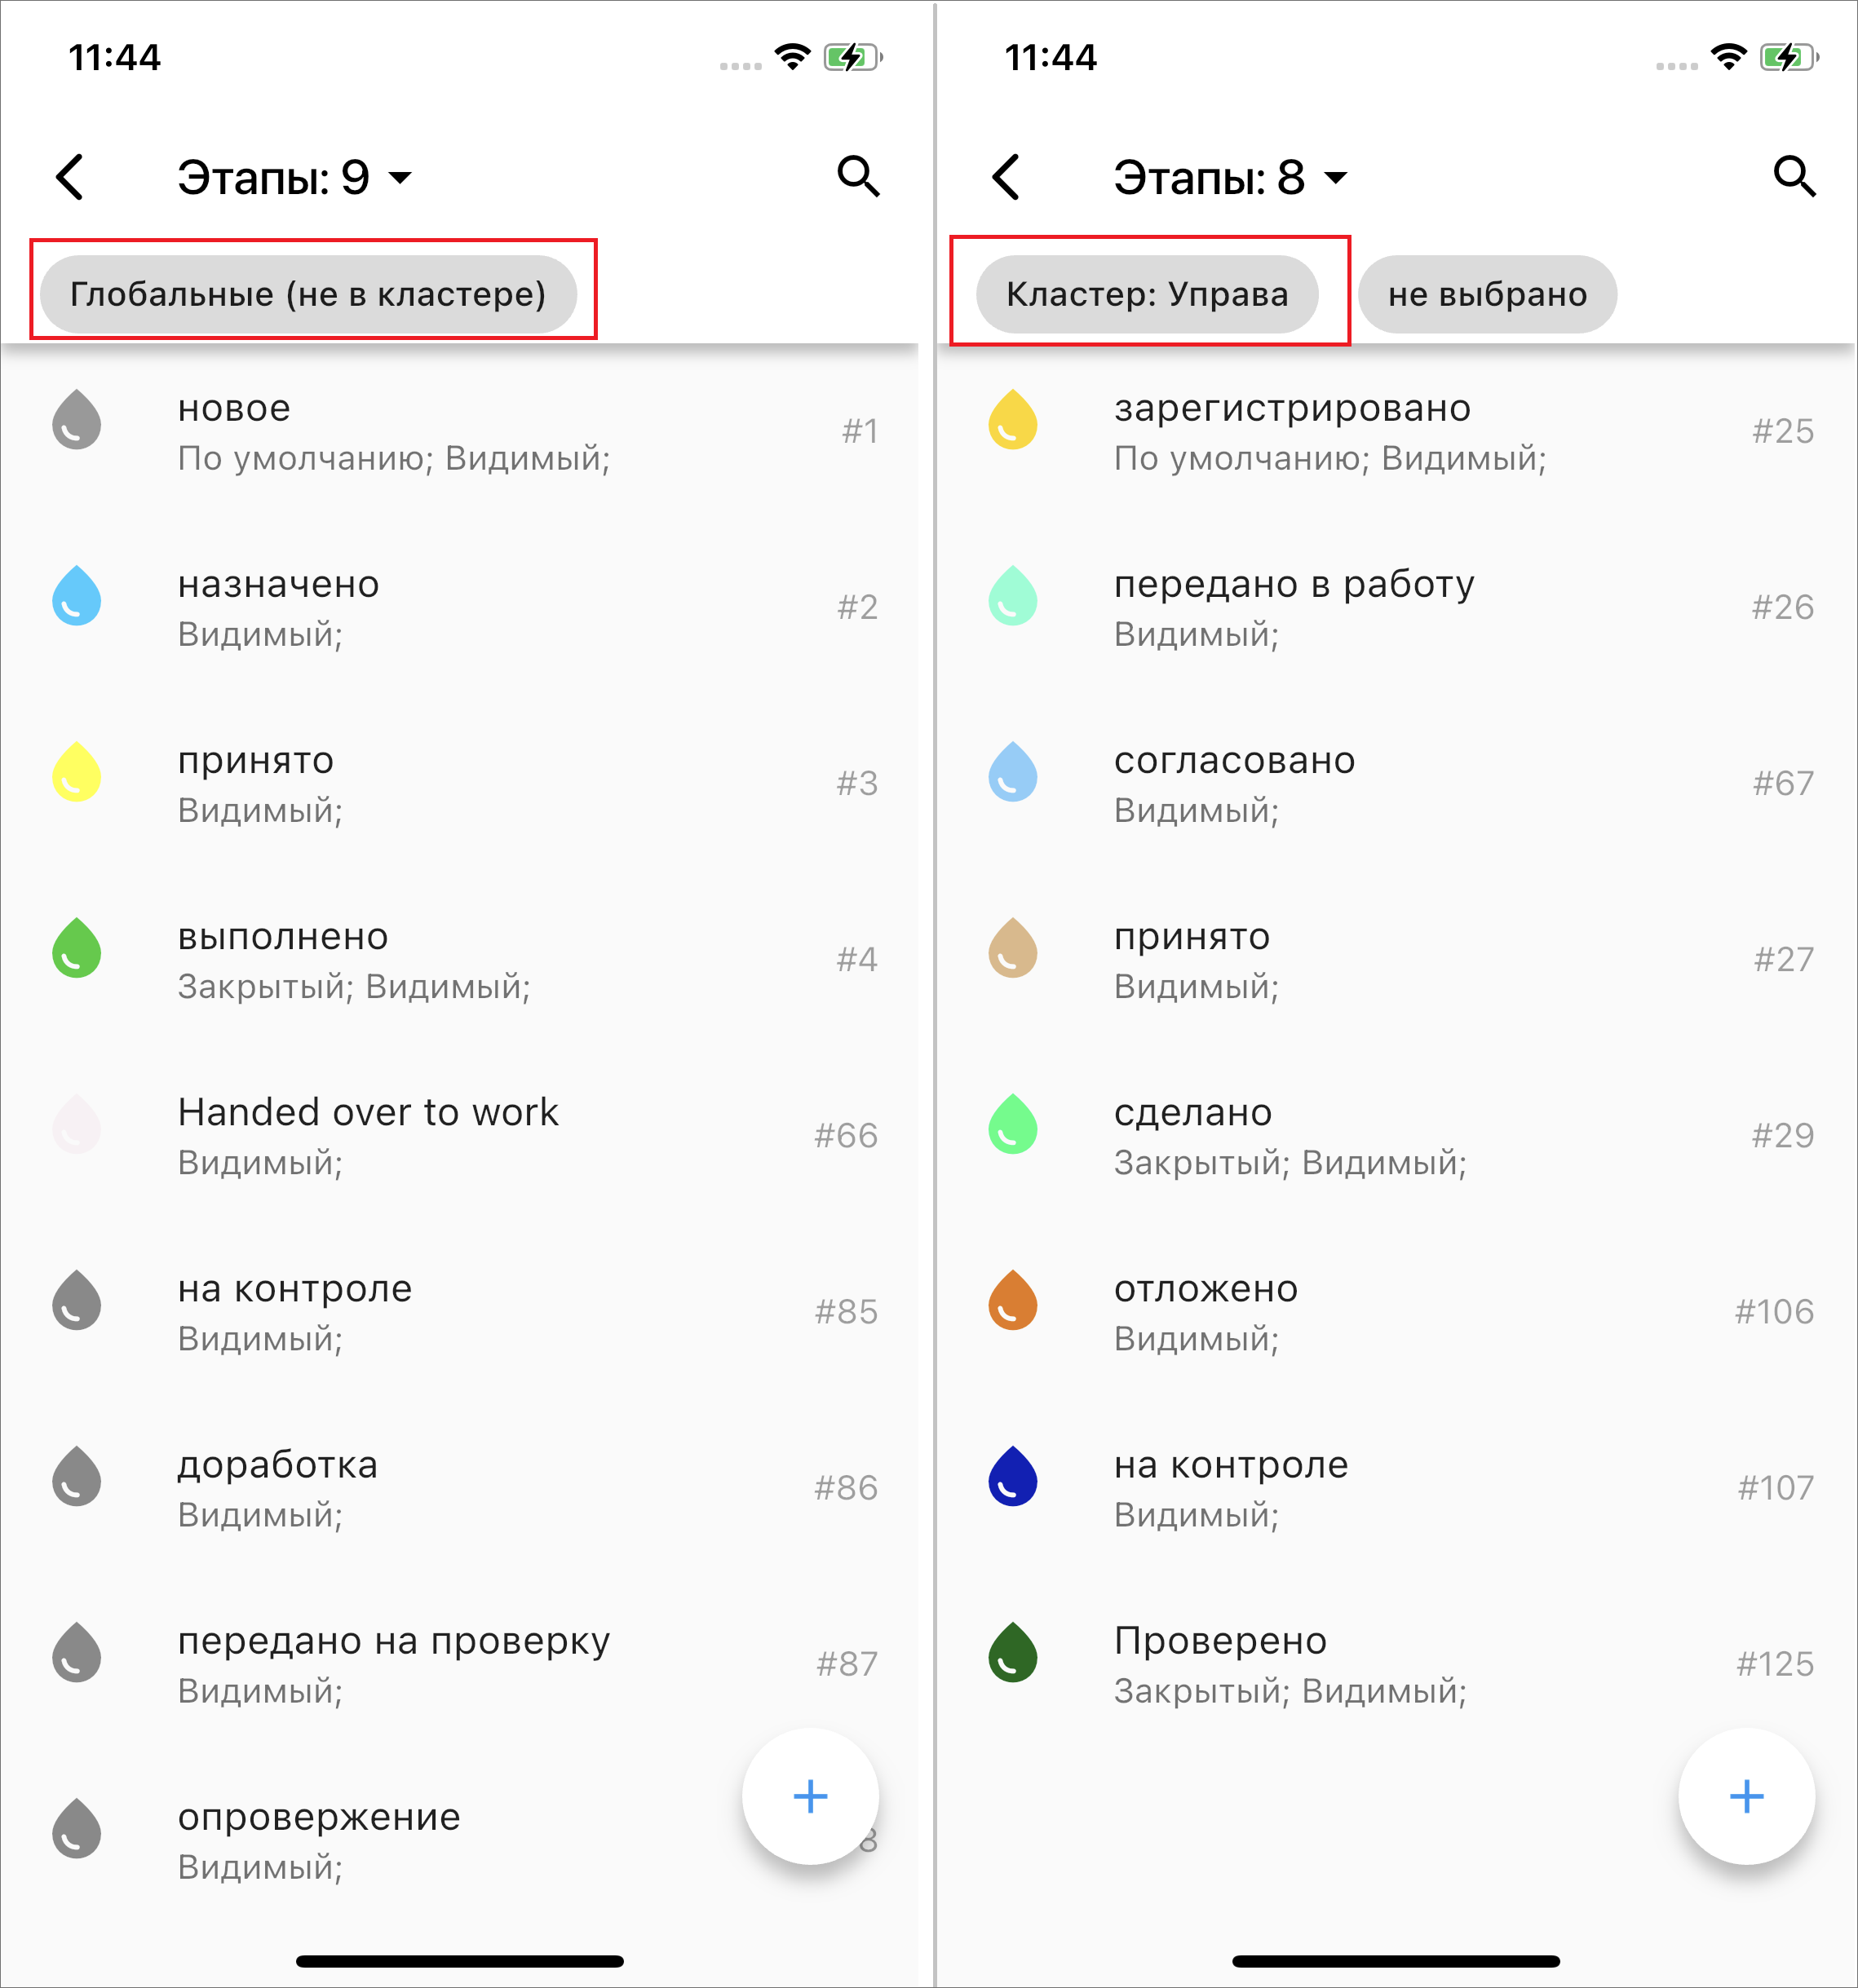 11:44
Этапы: 9
Глобальные (не в кластере)
новое
#1
По умолчанию; Видимый;
назначено
#2
Видимый;
принято
#3
Видимый;
выполнено
#4
Закрытый; Видимый;
Handed over to work
#66
Видимый;
на контроле
#85
Видимый;
доработка
#86
Видимый;
передано на проверку
#87
Видимый;
опровержение
8
Видимый;
11:44
Этапы: 8
Кластер: Управа
не выбрано
зарегистрировано
#25
По умолчанию; Видимый;
передано в работу
#26
Видимый;
согласовано
#67
Видимый;
принято
#27
Видимый;
сделано
#29
Закрытый; Видимый;
отложено
#106
Видимый;
на контроле
#107
Видимый;
Проверено
#125
Закрытый; Видимый;